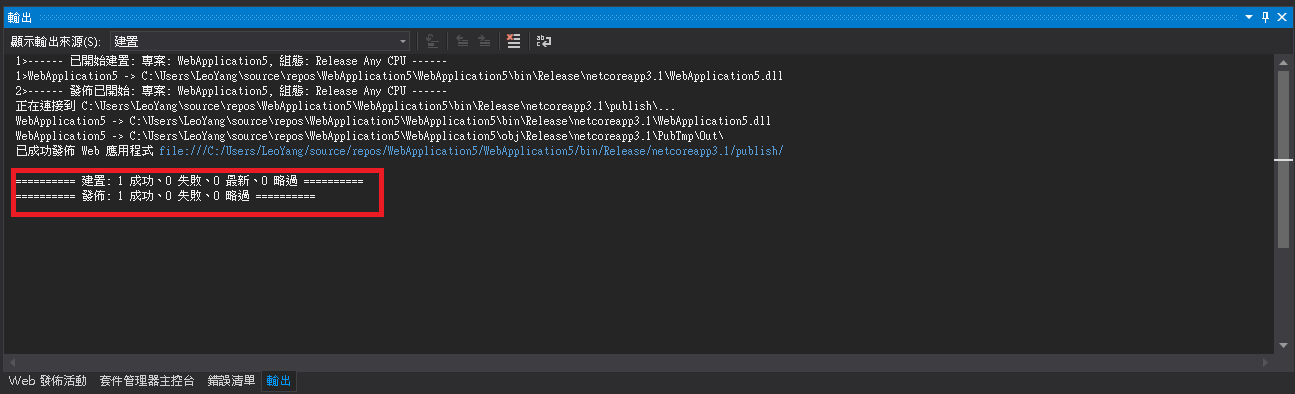 輸出
顯示輸出來源(S): 建置
1>------ 已開始建置: 專案: WebApplication5, 組態: Release Any CPU ------
1>WebApplication5 -> C:\Users\LeoYang\source\repos\WebApplication5\WebApplication5\bin\Release\netcoreapp3.1\WebApplication5.dll
2>------ 發佈已開始: 專案: WebApplication5, 組態: Release Any CPU ------
正在連接到 C:\Users\LeoYang\source\repos\WebApplication5\WebApplication5\bin\Release\netcoreapp3.1\publish\...
WebApplication5 -> C:\Users\LeoYang\source\repos\WebApplication5\WebApplication5\bin\Release\netcoreapp3.1\WebApplication5.dll
WebApplication5 -> C:\Users\LeoYang\source\repos\WebApplication5\WebApplication5\obj\Release\netcoreapp3.1\PubTmp\Out\
已成功發佈 Web 應用程式 file:///C:/Users/LeoYang/source/repos/WebApplication5/WebApplication5/bin/Release/netcoreapp3.1/publish/
========== 建置: 1 成功、0 失敗、0 最新、0 略過 ==========
========== 發佈: 1 成功、0 失敗、0 略過 ==========
Web 發佈活動 套件管理器主控台 錯誤清單 輸出